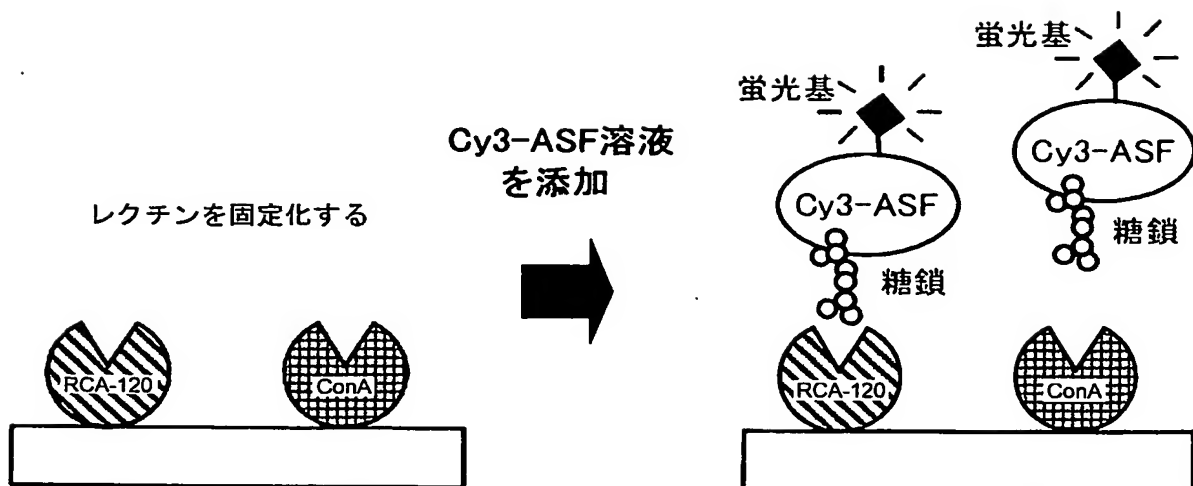 レクチンを固定化する
RCA-120
ConA
Cy3-ASF溶液
を添加
蛍光基
Cy3-ASF
糖鎖
RCA-120
蛍光基
Cy3-ASF
糖鎖
ConA